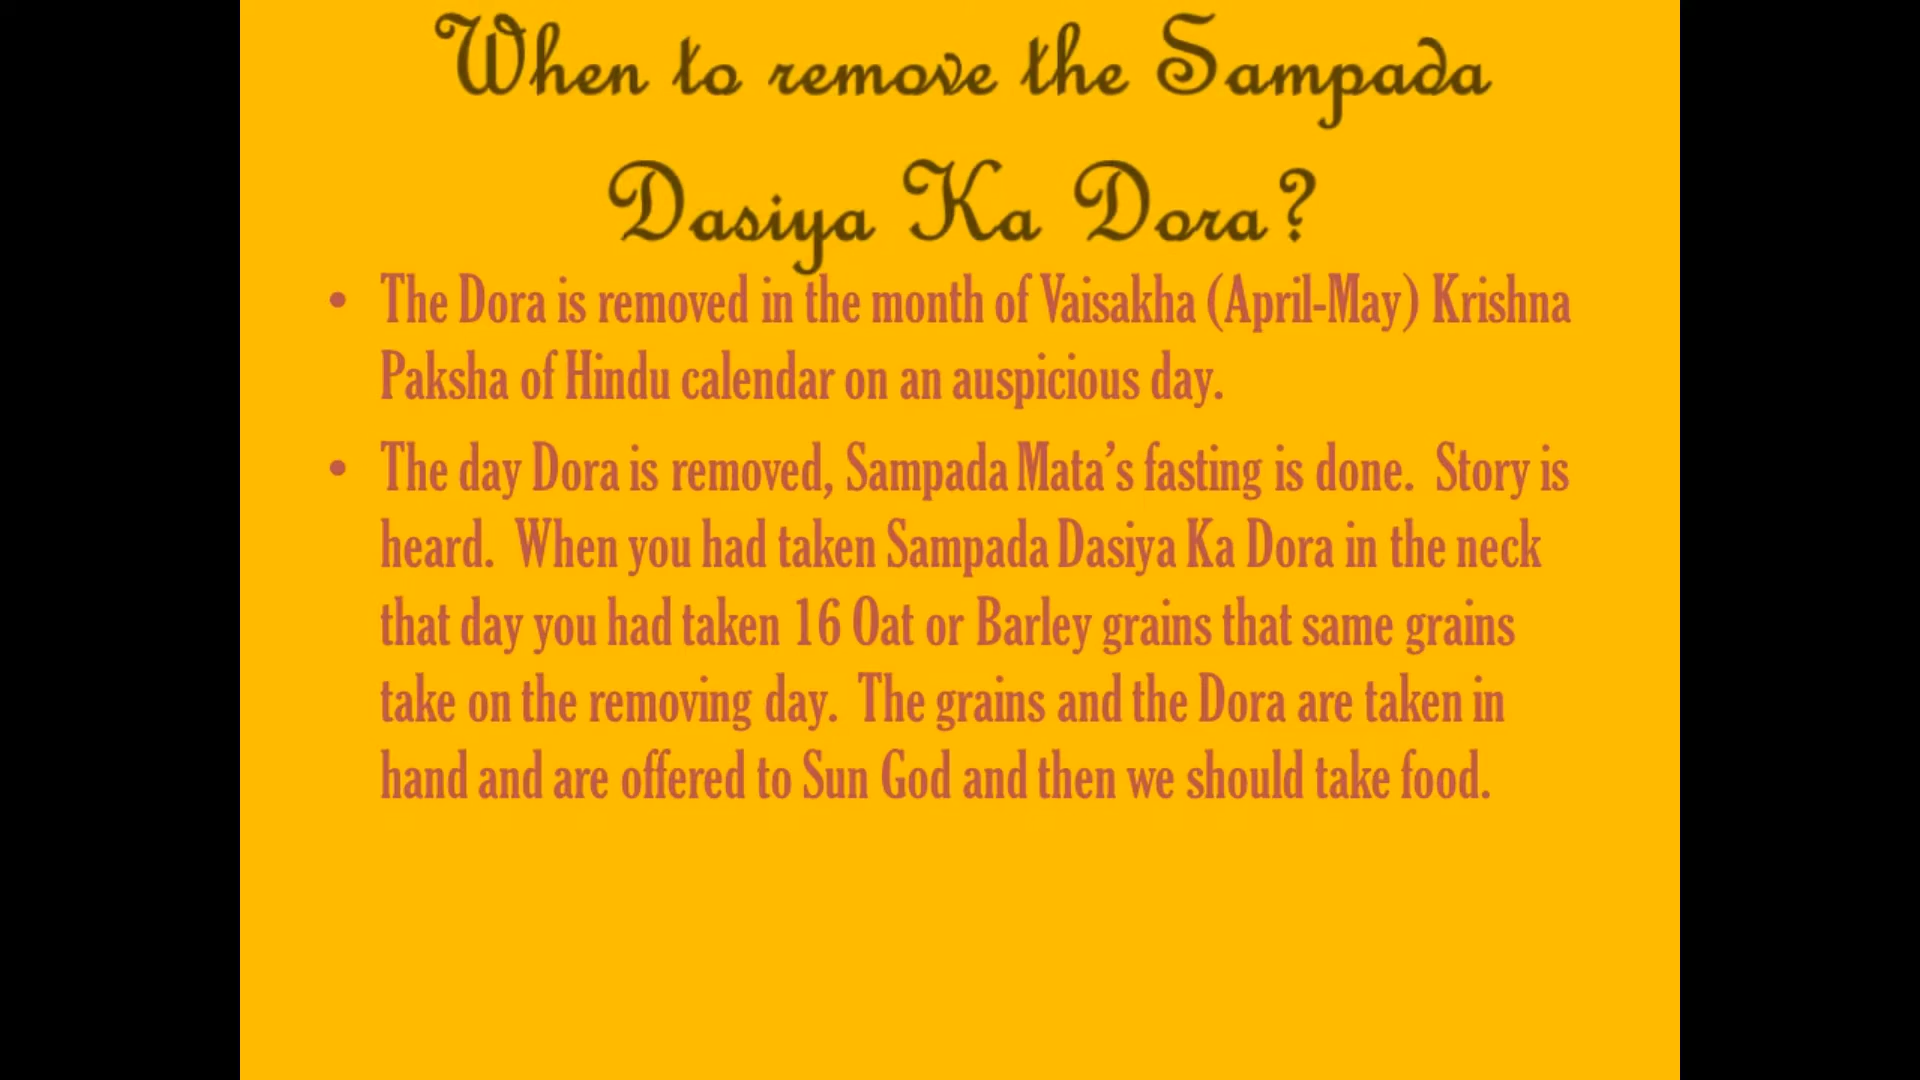 When to remove the Sampada
Dasiya Ka Dora?
• The Dora is removed in the month of Vaisakha (April-May) Krishna
Paksha of Hindu calendar on an auspicious day.
• The day Dora is removed, Sampada Mata’s fasting is done.  Story is
heard.  When you had taken Sampada Dasiya Ka Dora in the neck
that day you had taken 16 Oat or Barley grains that same grains
take on the removing day.  The grains and the Dora are taken in
hand and are offered to Sun God and then we should take food.